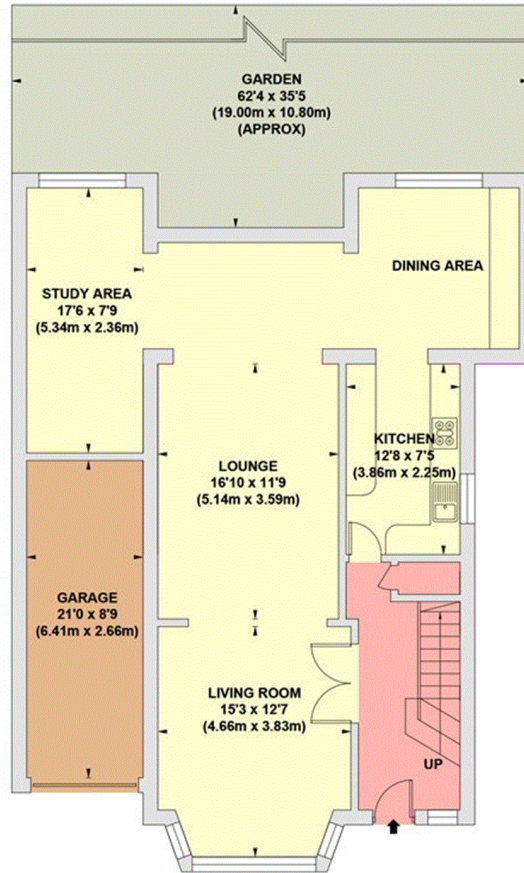 GARDEN
62'4 x 35'5
(19.00m x 10.80m)
(APPROX)
DINING AREA
STUDY AREA
17'6 x 7'9
(5.34m x 2.36m)
KITCHEN
12'8 x 7'5
(3.86m x 2.25m)
LOUNGE
16'10 x 11'9
(5.14m x 3.59m)
GARAGE
21'0 x 8'9
(6.41m x 2.66m)
LIVING ROOM
15'3 x 12'7
(4.66m x 3.83m)
UP